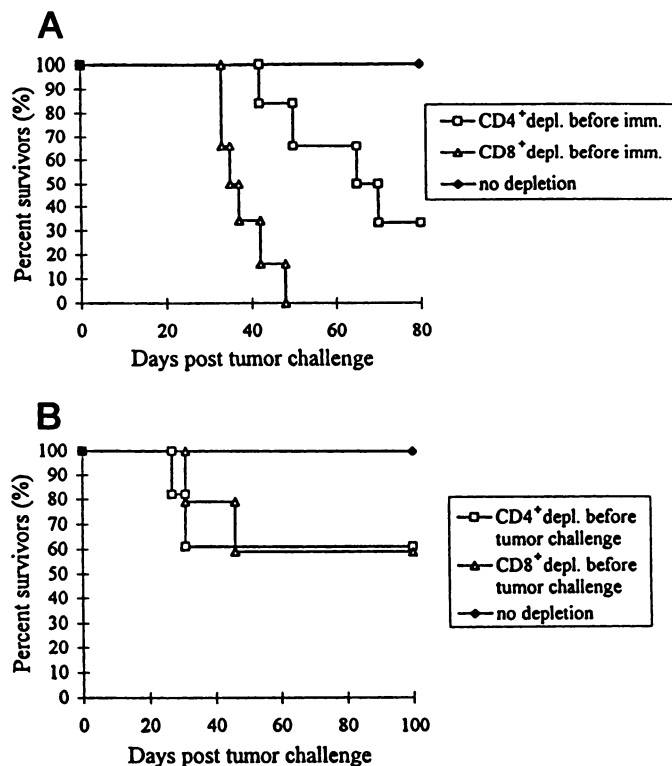 A
Percent survivors (%)
100
90
80
70
60
50
40
30
20
10
0
0
20
40
60
80
Days post tumor challenge
CD4+depl. before imm.
CD8+depl. before imm.
no depletion
B
Percent survivors (%)
100
90
80
70
60
50
40
30
20
10
0
0
20
40
60
80
100
Days post tumor challenge
CD4+depl. before
tumor challenge
CD8+depl. before
tumor challenge
no depletion